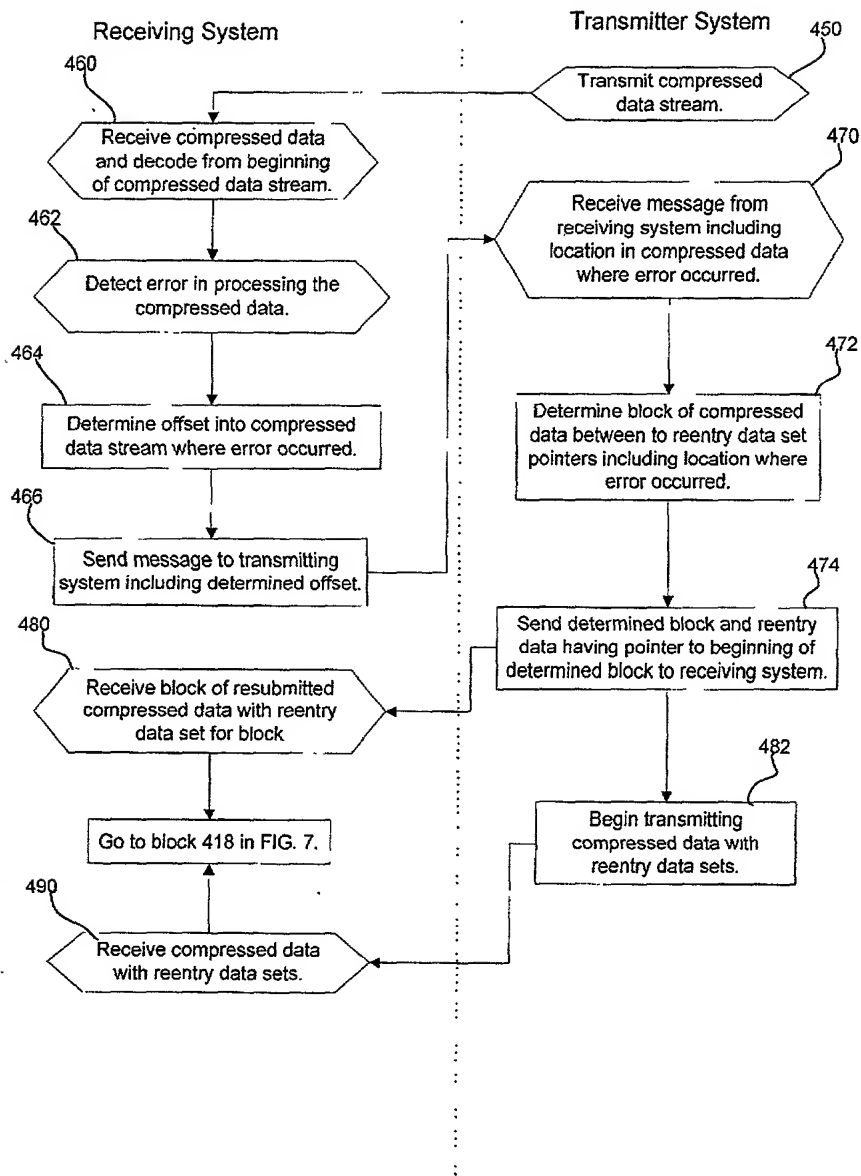 Receiving System
Transmitter System
450
Transmit compressed
data stream.
460
Receive compressed data
and decode from beginning
of compressed data stream.
470
Receive message from
receiving system including
location in compressed data
where error occurred.
462
Detect error in processing the
compressed data.
464
Determine offset into compressed
data stream where error occurred.
472
Determine block of compressed
data between to reentry data set
pointers including location where
error occurred.
466
Send message to transmitting
system including determined offset.
474
Send determined block and reentry
data having pointer to beginning of
determined block to receiving system.
480
Receive block of resubmitted
compressed data with reentry
data set for block
482
Begin transmitting
compressed data with
reentry data sets.
Go to block 418 in FIG. 7.
490
Receive compressed data
with reentry data sets.